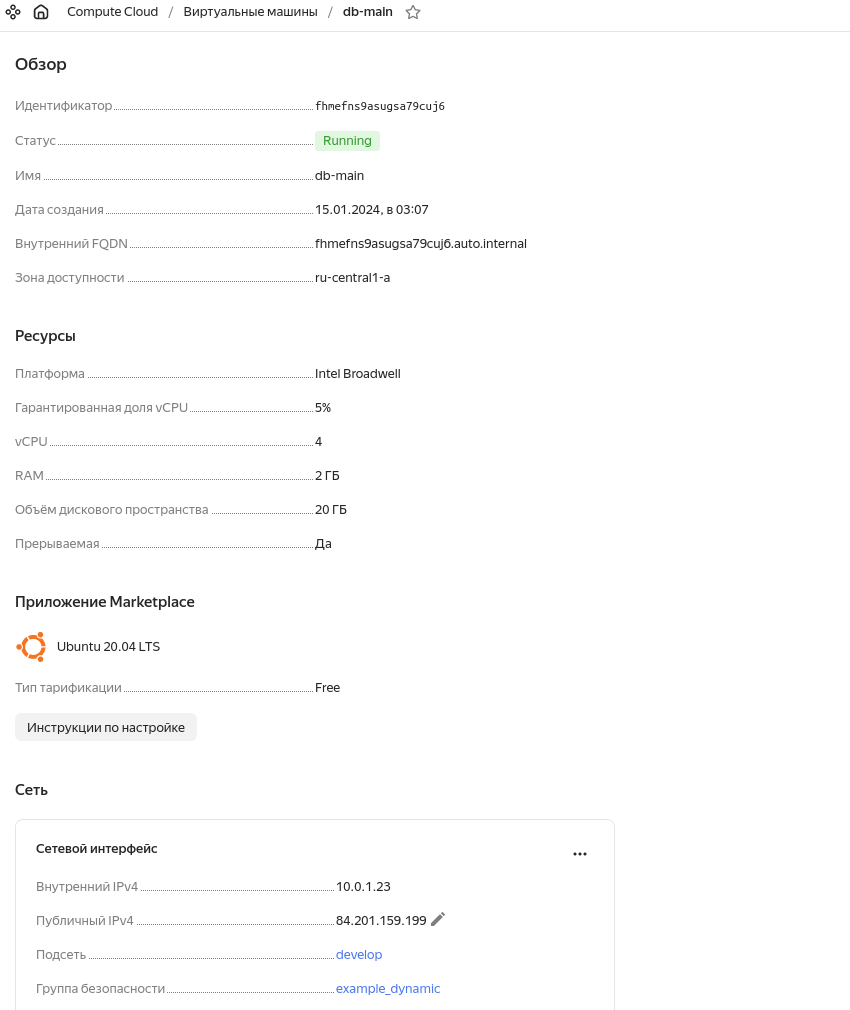 Compute Cloud / Виртуальные машины / db-main
Обзор
Идентификатор fhmefns9asugsa79cuj6
Статус Running
Имя db-main
Дата создания 15.01.2024, в 03:07
Внутренний FQDN fhmefns9asugsa79cuj6.auto.internal
Зона доступности ru-central1-a
Ресурсы
Платформа Intel Broadwell
Гарантированная доля vCPU 5%
vCPU 4
RAM 2 ГБ
Объём дискового пространства 20 ГБ
Прерываемая Да
Приложение Marketplace
Ubuntu 20.04 LTS
Тип тарификации Free
Инструкции по настройке
Сеть
Сетевой интерфейс
Внутренний IPv4 10.0.1.23
Публичный IPv4 84.201.159.199
Подсеть develop
Группа безопасности example_dynamic